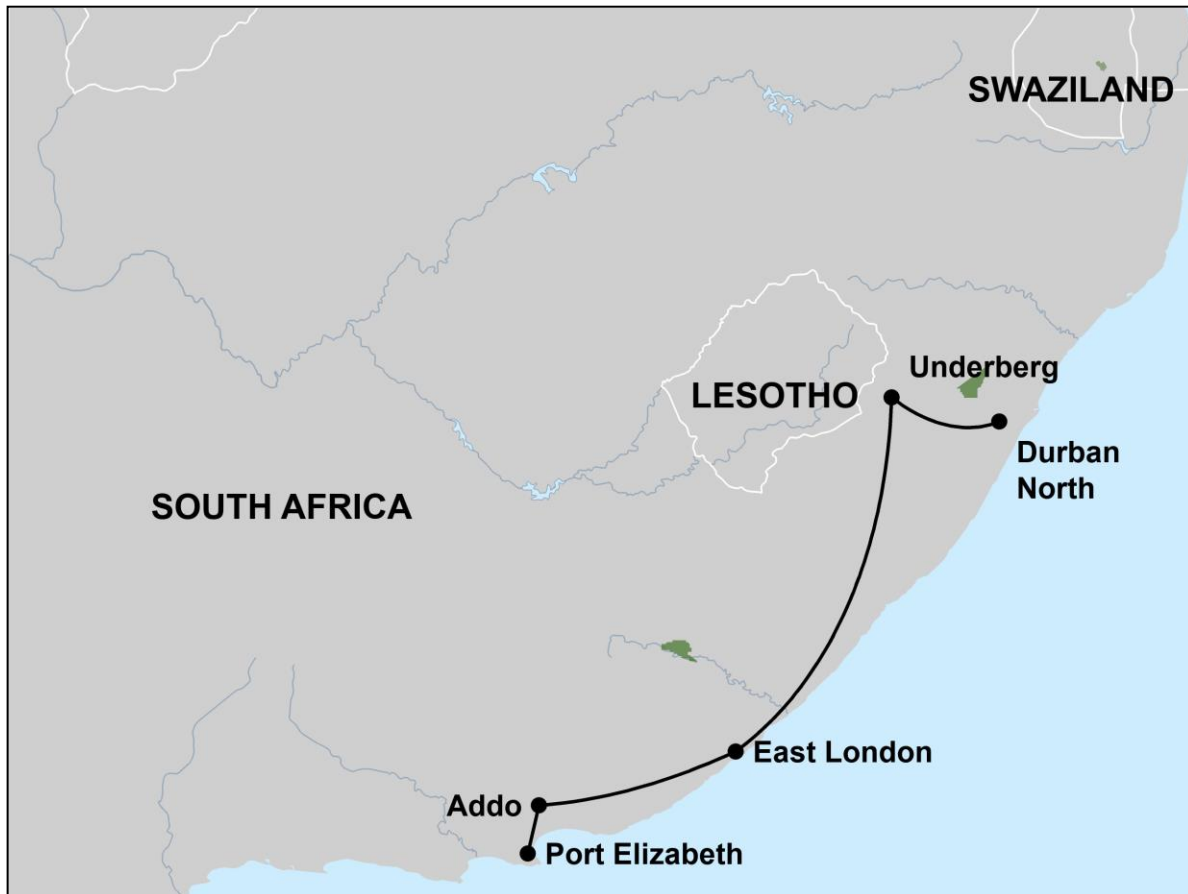 SWAZILAND
Underberg
LESOTHO
Durban
North
SOUTH AFRICA
East London
Addo
Port Elizabeth